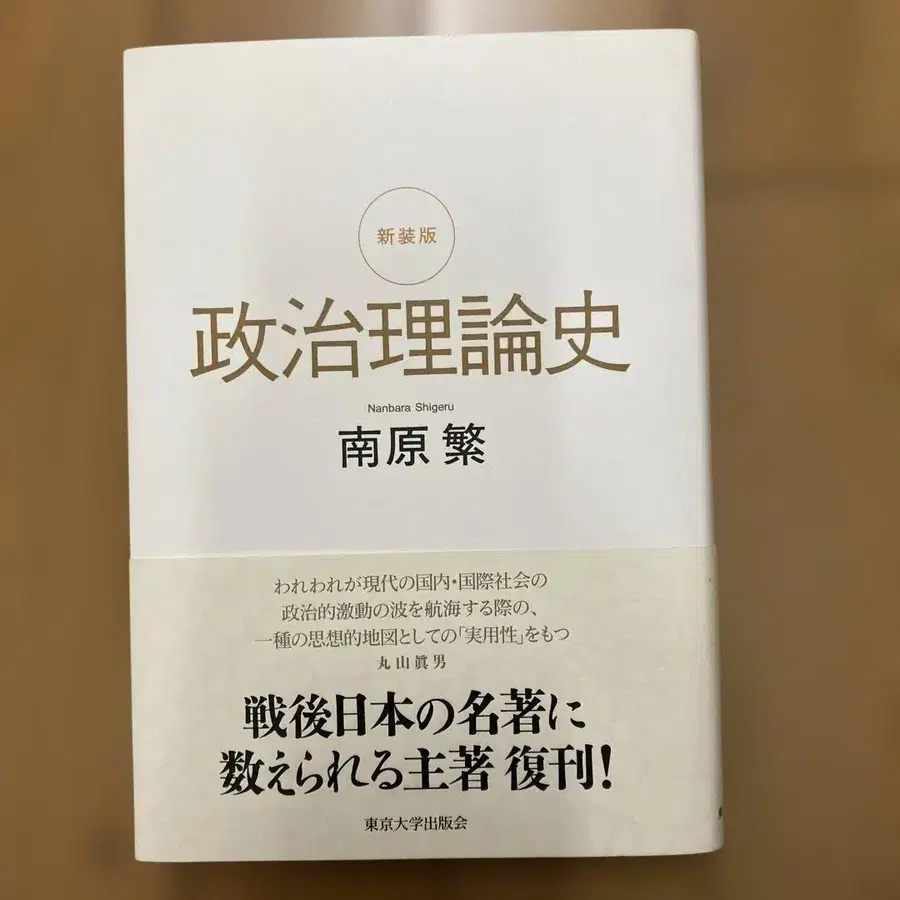 新装版
政治理論史
Nanbara Shigeru
南原 繁
われわれが現代の国内・国際社会の
政治的激動の波を航海する際の、
一種の思想的地図としての「実用性」をもつ
丸山眞男
戦後日本の名著に
数えられる主著 復刊!
東京大学出版会